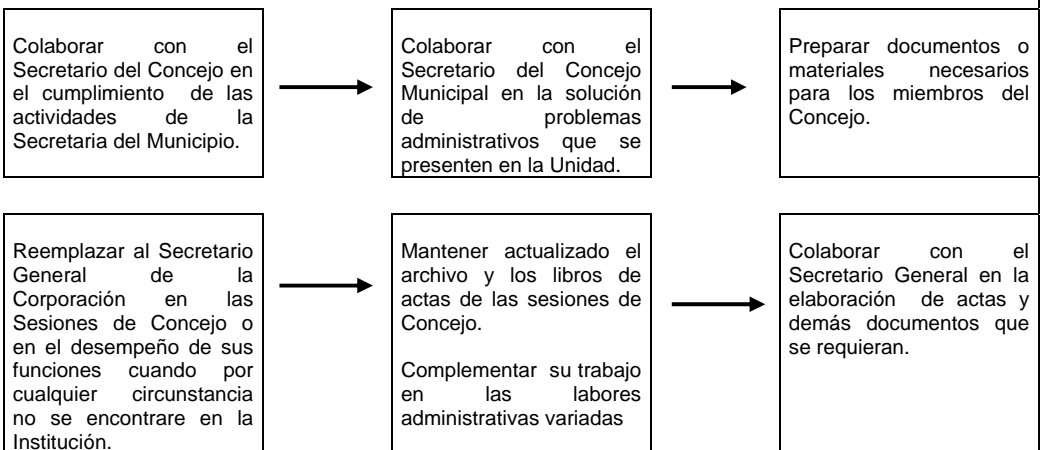 Colaborar con el
Secretario del Concejo en
el cumplimiento de las
actividades de la
Secretaria del Municipio.
Colaborar con el
Secretario del Concejo
Municipal en la solución
de problemas
administrativos que se
presenten en la Unidad.
Preparar documentos o
materiales necesarios
para los miembros del
Concejo.
Reemplazar al Secretario
General de la
Corporación en las
Sesiones de Concejo o
en el desempeño de sus
funciones cuando por
cualquier circunstancia
no se encontrare en la
Institución.
Mantener actualizado el
archivo y los libros de
actas de las sesiones de
Concejo.
Complementar su trabajo
en las labores
administrativas variadas
Colaborar con el
Secretario General en la
elaboración de actas y
demás documentos que
se requieran.